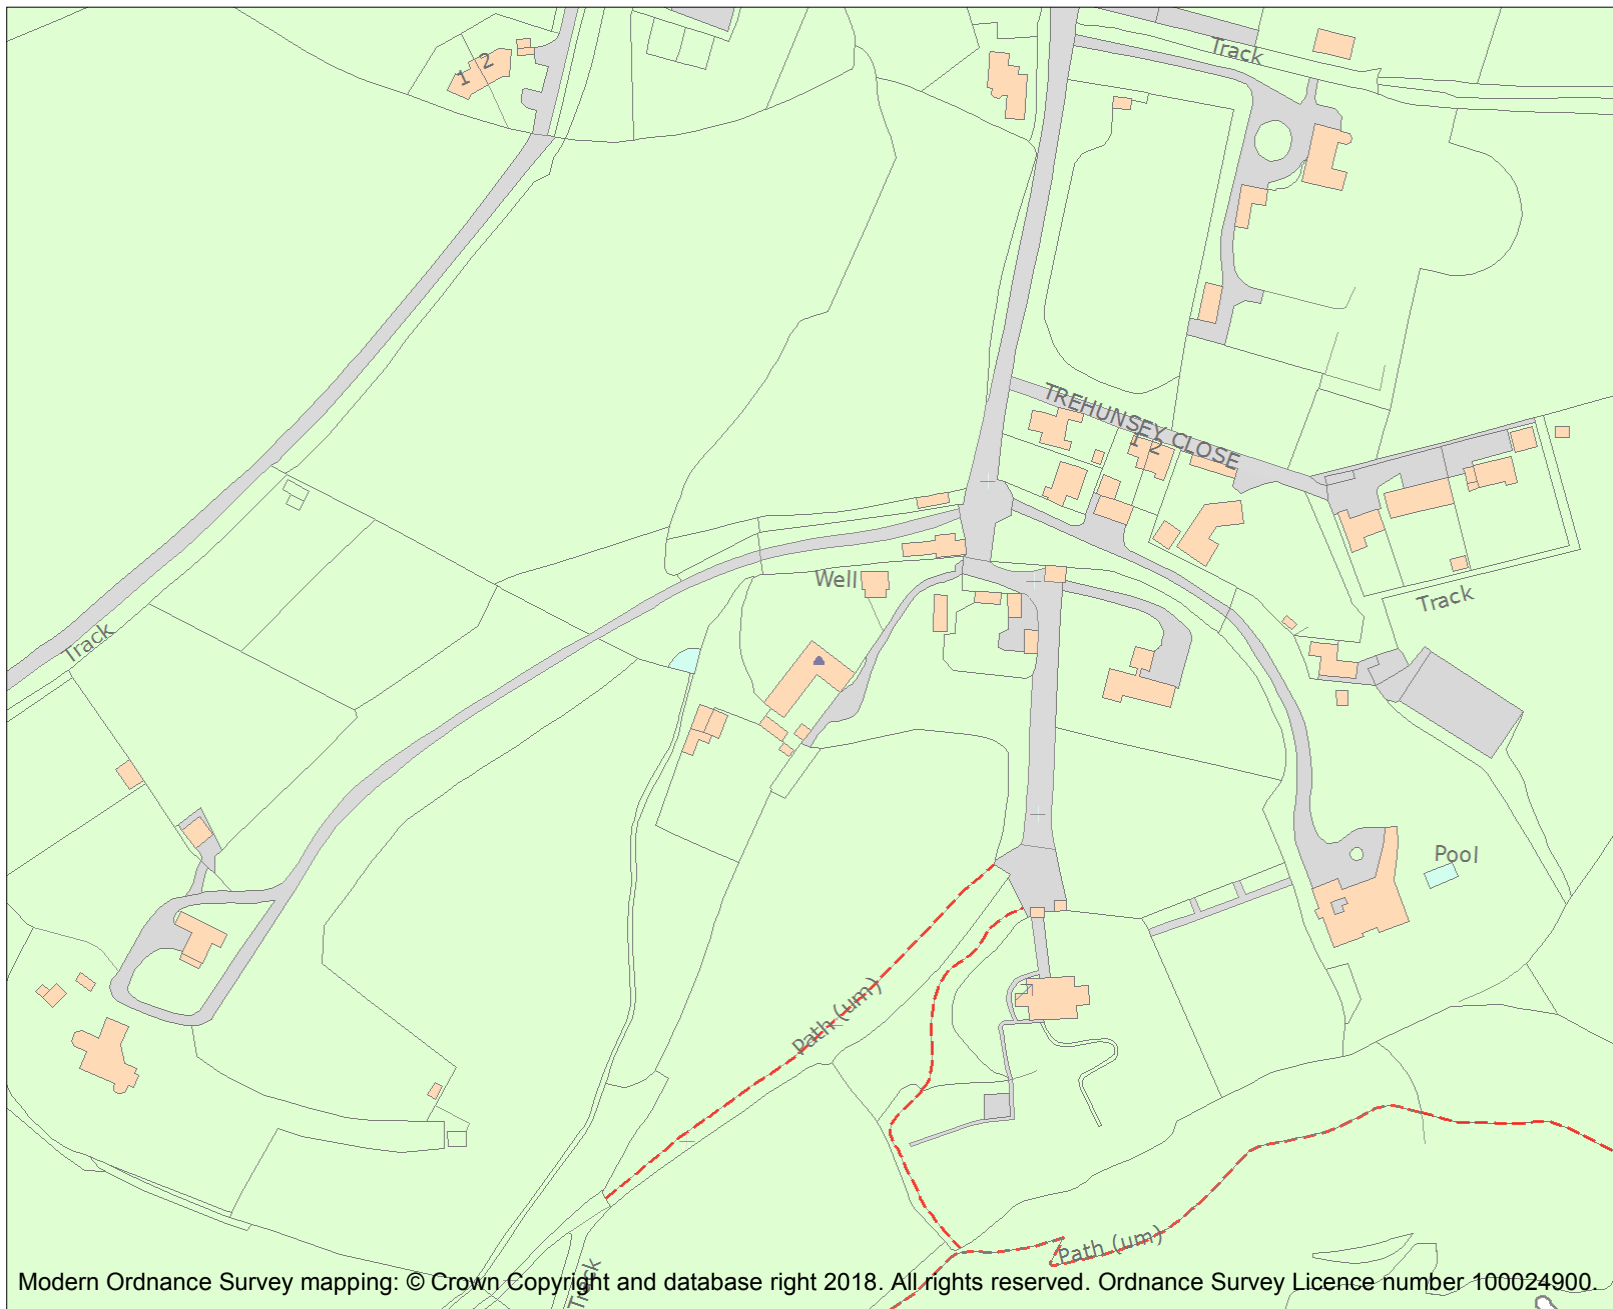 Track
1 2
TREHUNSEY CLOSE
1 2
Well
Track
Track
Pool
Path (um)
Path (um)
Track
Modern Ordnance Survey mapping: © Crown Copyright and database right 2018. All rights reserved. Ordnance Survey Licence number 100024900.